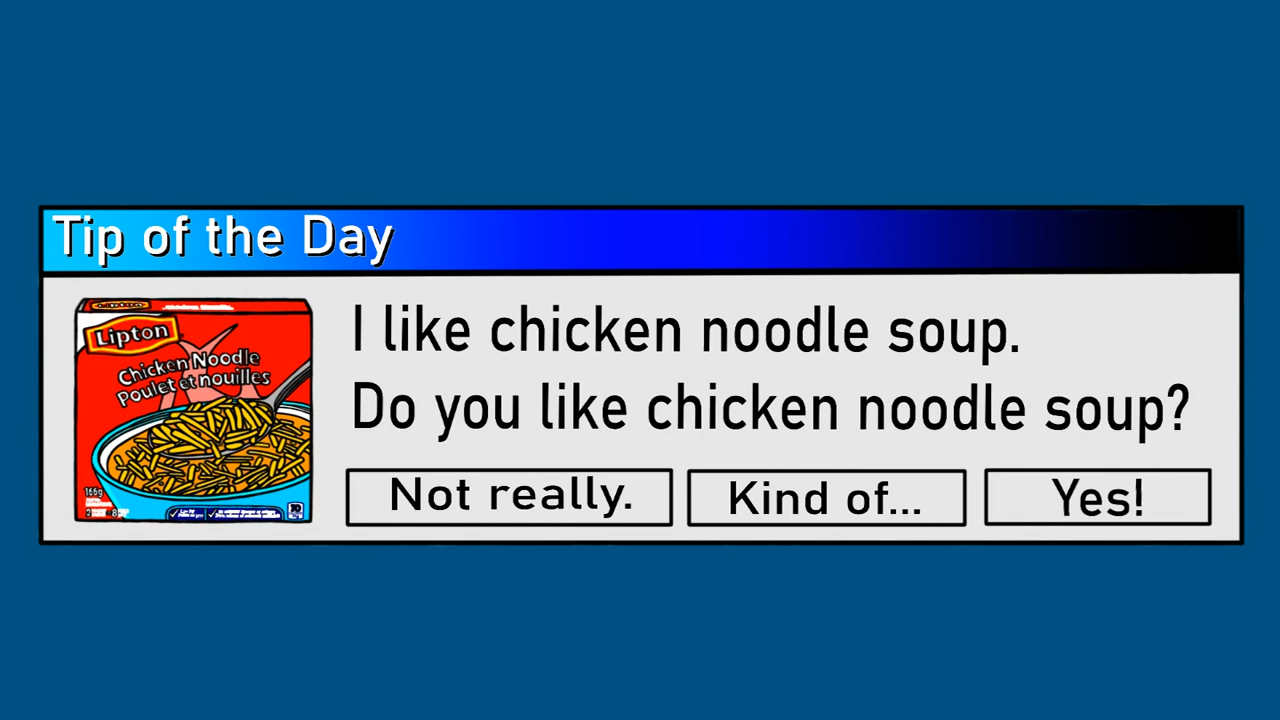 Tip of the Day
Lipton
Chicken Noodle
Poulet et nouilles
166g
I like chicken noodle soup.
Do you like chicken noodle soup?
Not really.
Kind of...
Yes!